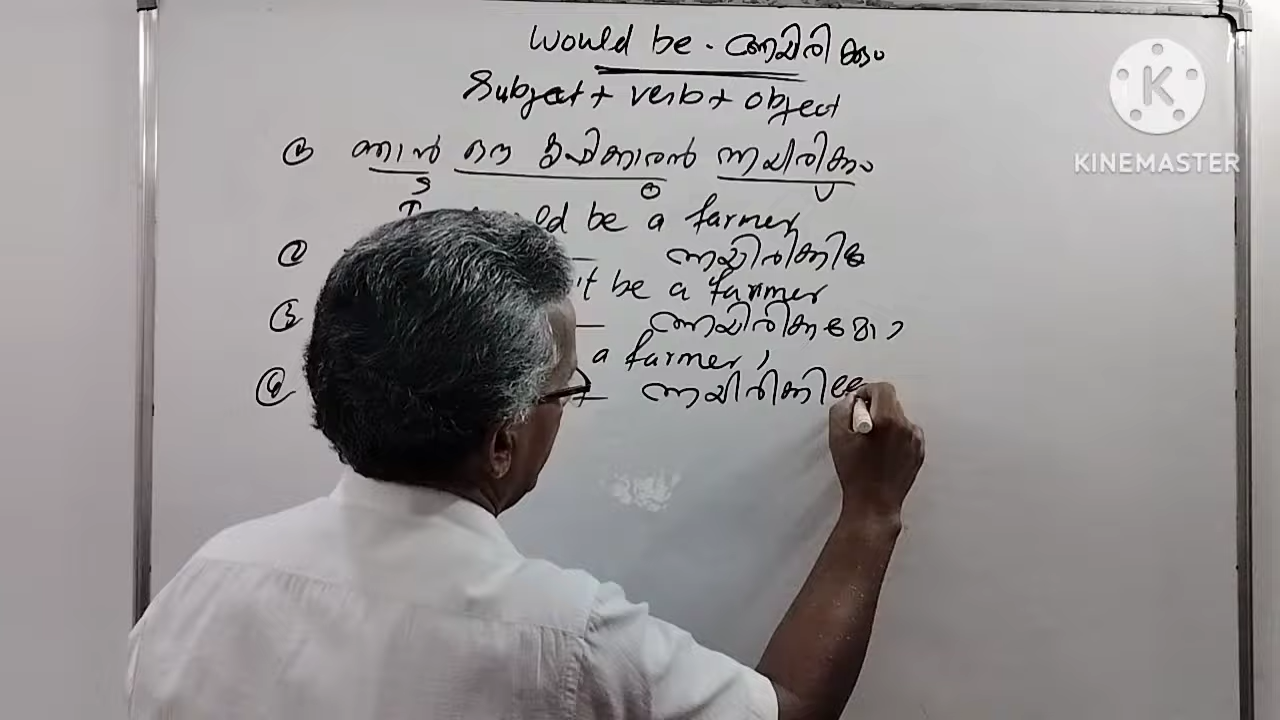 Would be - ആയിരിക്കും
Subject + verb + object
① ഞാൻ ഒരു കൃഷിക്കാരൻ ആയിരിക്കും
S O V
I would be a farmer
② ആയിരിക്കില്ല
be a farmer
③ ആയിരിക്കുമോ?
a farmer?
④ ആയിരിക്കില്ലേ
KINEMASTER